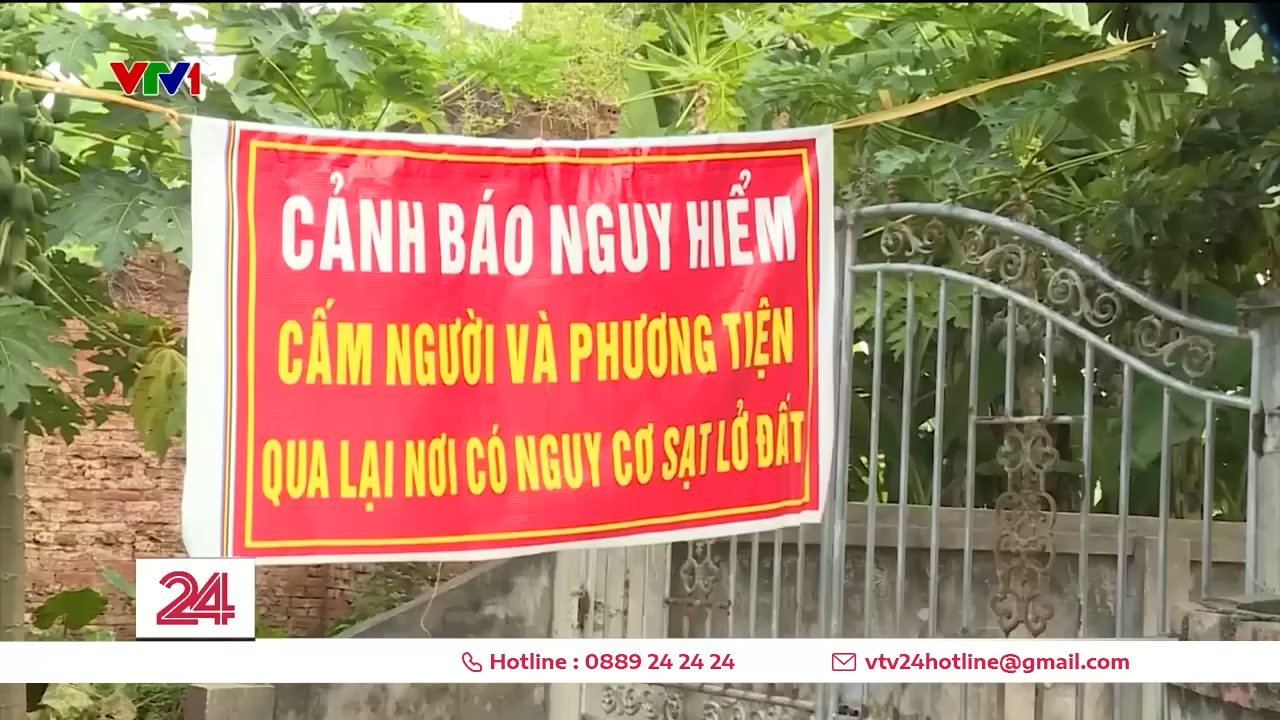 VTV1
CẢNH BÁO NGUY HIỂM
CẤM NGƯỜI VÀ PHƯƠNG TIỆN
QUA LẠI NƠI CÓ NGUY CƠ SẠT LỞ ĐẤT
24
Hotline : 0889 24 24 24
vtv24hotline@gmail.com